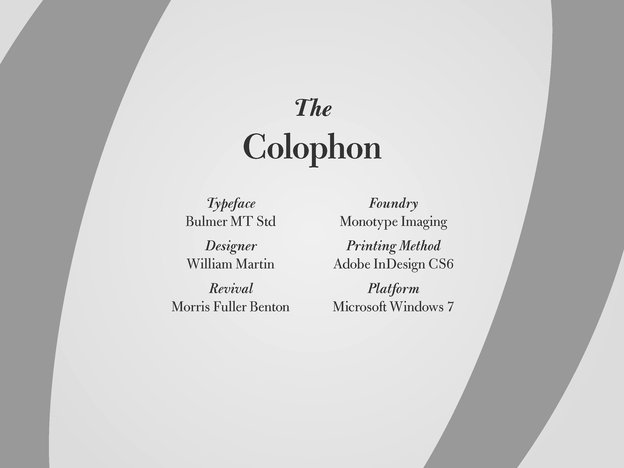 The
Colophon
Typeface
Bulmer MT Std
Designer
William Martin
Revival
Morris Fuller Benton
Foundry
Monotype Imaging
Printing Method
Adobe InDesign CS6
Platform
Microsoft Windows 7